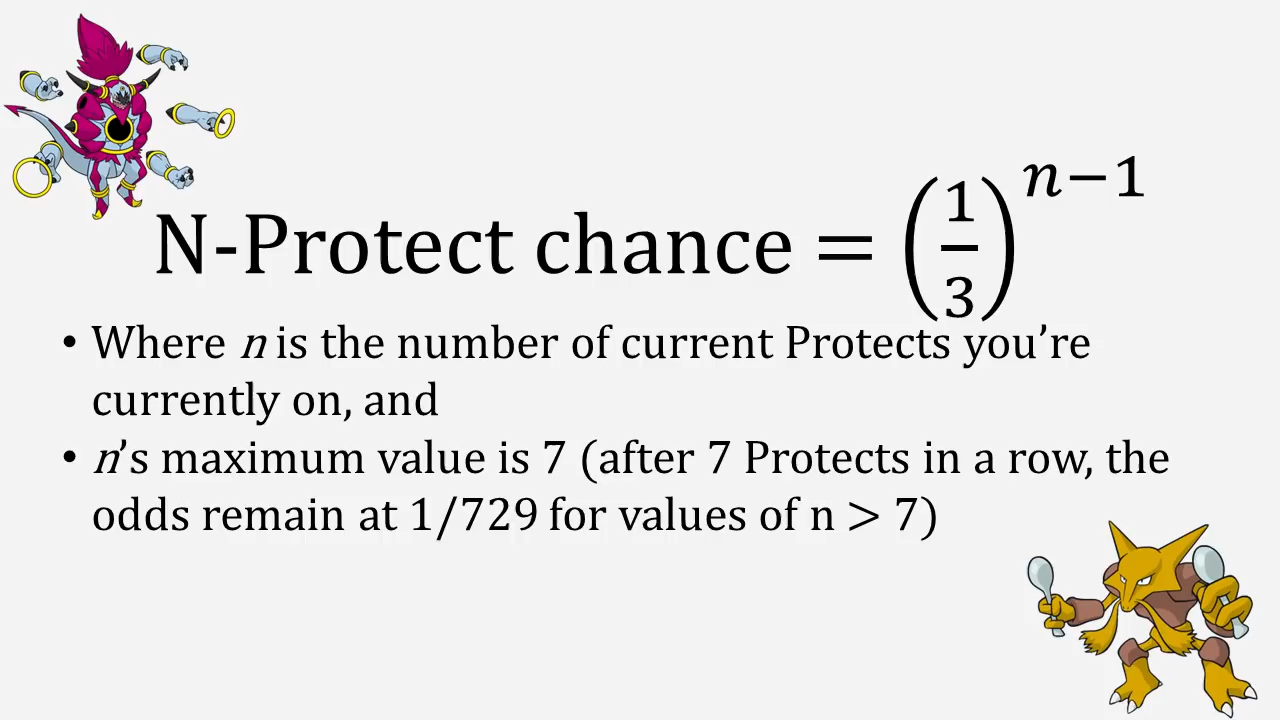 N-Protect chance = (1/3)^{n−1}
• Where n is the number of current Protects you’re
currently on, and
• n’s maximum value is 7 (after 7 Protects in a row, the
odds remain at 1/729 for values of n > 7)